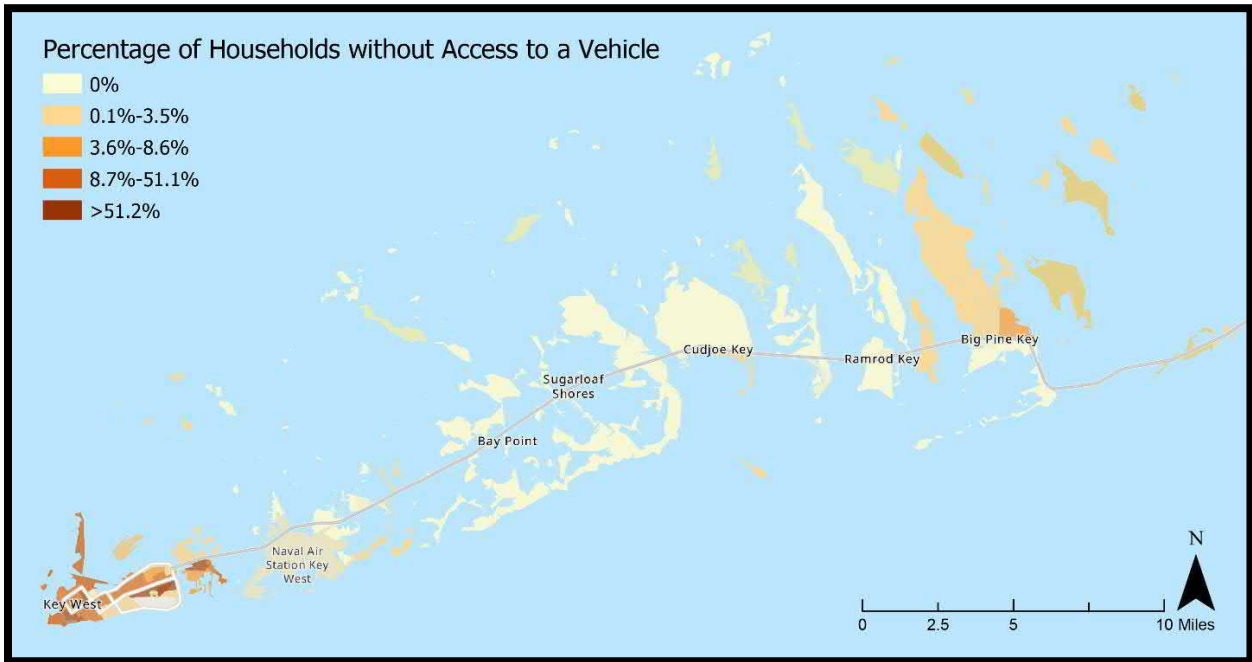 Percentage of Households without Access to a Vehicle
0%
0.1%-3.5%
3.6%-8.6%
8.7%-51.1%
>51.2%
Big Pine Key
Cudjoe Key
Ramrod Key
Sugarloaf
Shores
Bay Point
Naval Air
Station Key
West
Key West
N
0
2.5
5
10 Miles